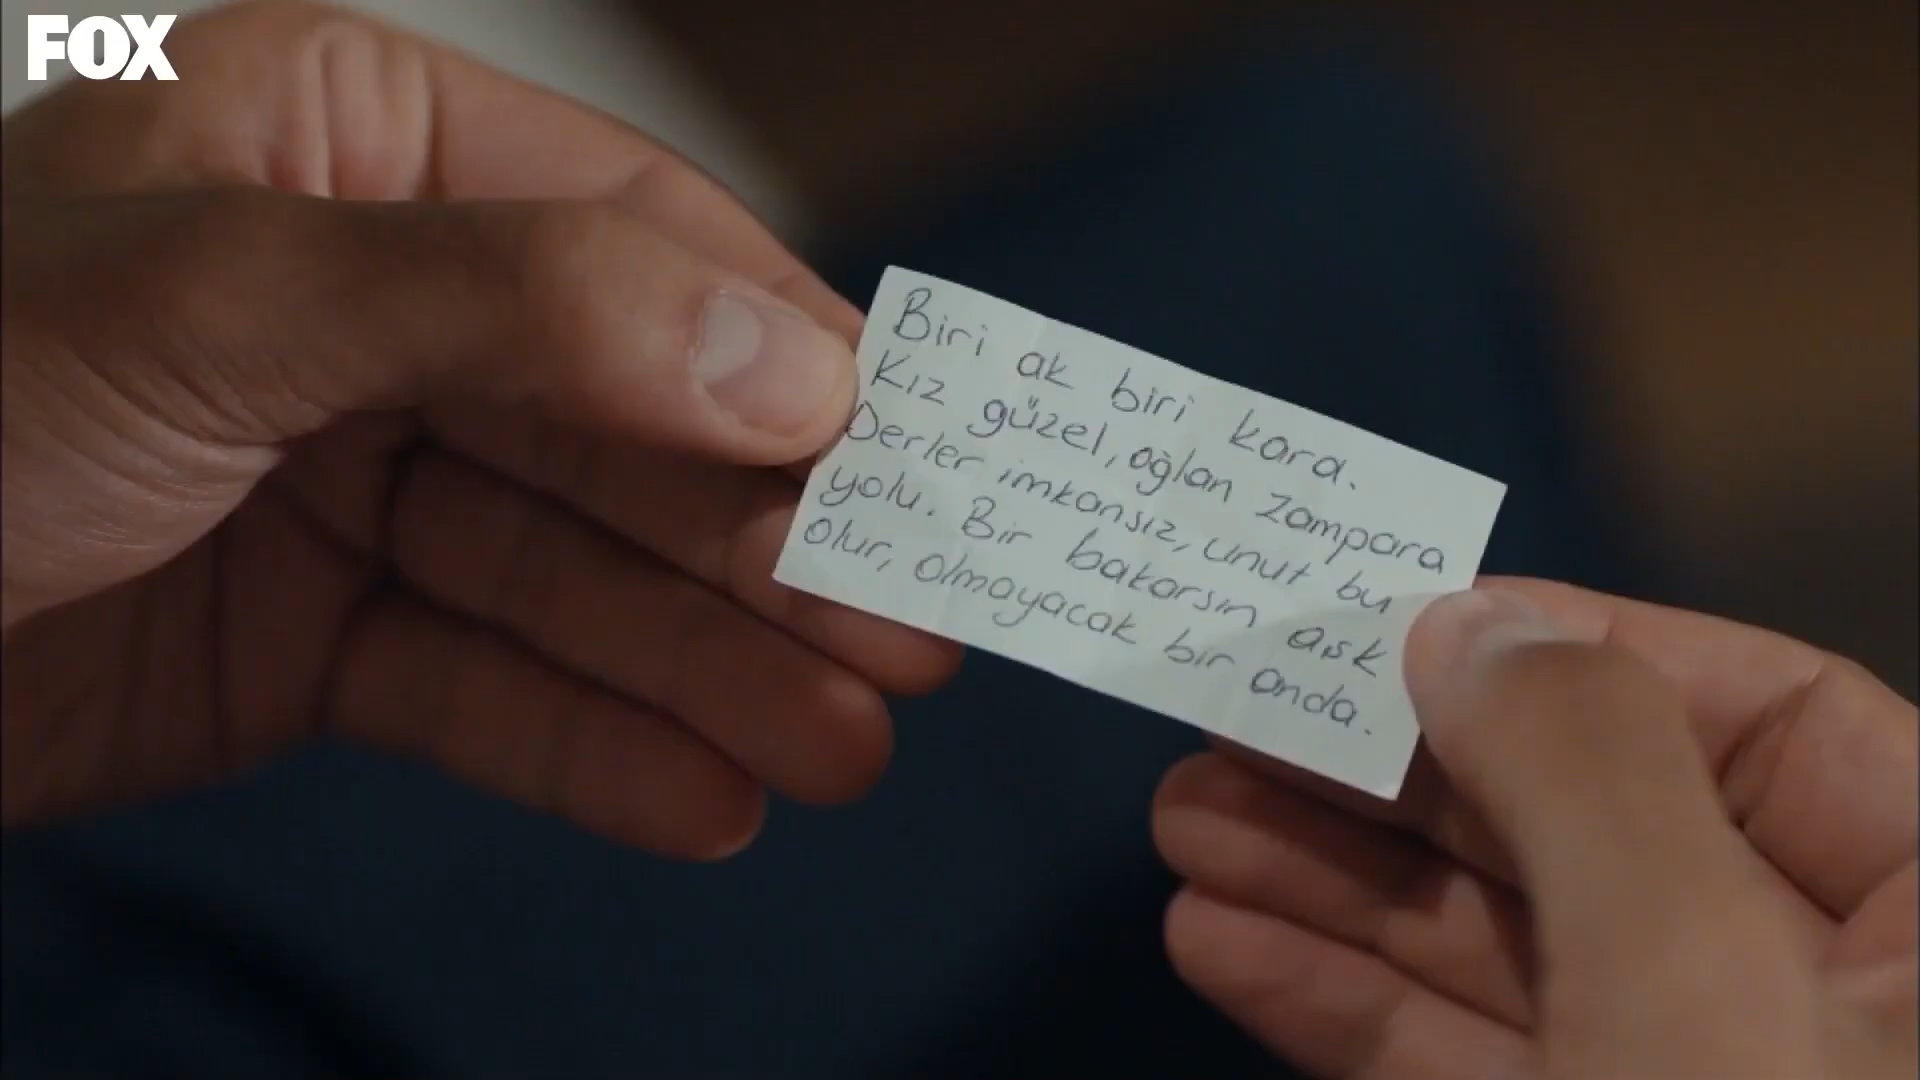 FOX
Biri ak biri kara.
Kız güzel, oğlan zampara
Derler imkansız, unut bu
yolu. Bir bakarsın aşk
olur, olmayacak bir anda.